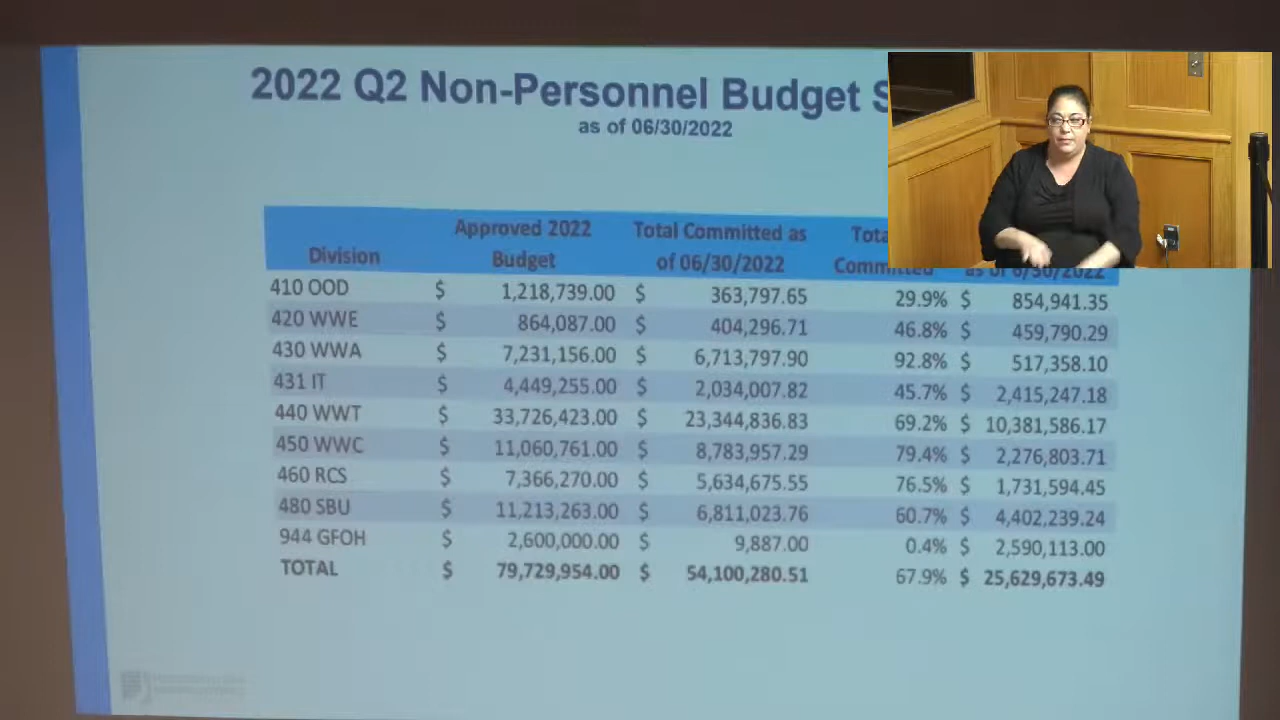 2022 Q2 Non-Personnel Budget S
as of 06/30/2022
Division Approved 2022 Budget Total Committed as of 06/30/2022 Tota Committed as of 6/30/2022
410 OOD $ 1,218,739.00 $ 363,797.65 29.9% $ 854,941.35
420 WWE $ 864,087.00 $ 404,296.71 46.8% $ 459,790.29
430 WWA $ 7,231,156.00 $ 6,713,797.90 92.8% $ 517,358.10
431 IT $ 4,449,255.00 $ 2,034,007.82 45.7% $ 2,415,247.18
440 WWT $ 33,726,423.00 $ 23,344,836.83 69.2% $ 10,381,586.17
450 WWC $ 11,060,761.00 $ 8,783,957.29 79.4% $ 2,276,803.71
460 RCS $ 7,366,270.00 $ 5,634,675.55 76.5% $ 1,731,594.45
480 SBU $ 11,213,263.00 $ 6,811,023.76 60.7% $ 4,402,239.24
944 GFOH $ 2,600,000.00 $ 9,887.00 0.4% $ 2,590,113.00
TOTAL $ 79,729,954.00 $ 54,100,280.51 67.9% $ 25,629,673.49